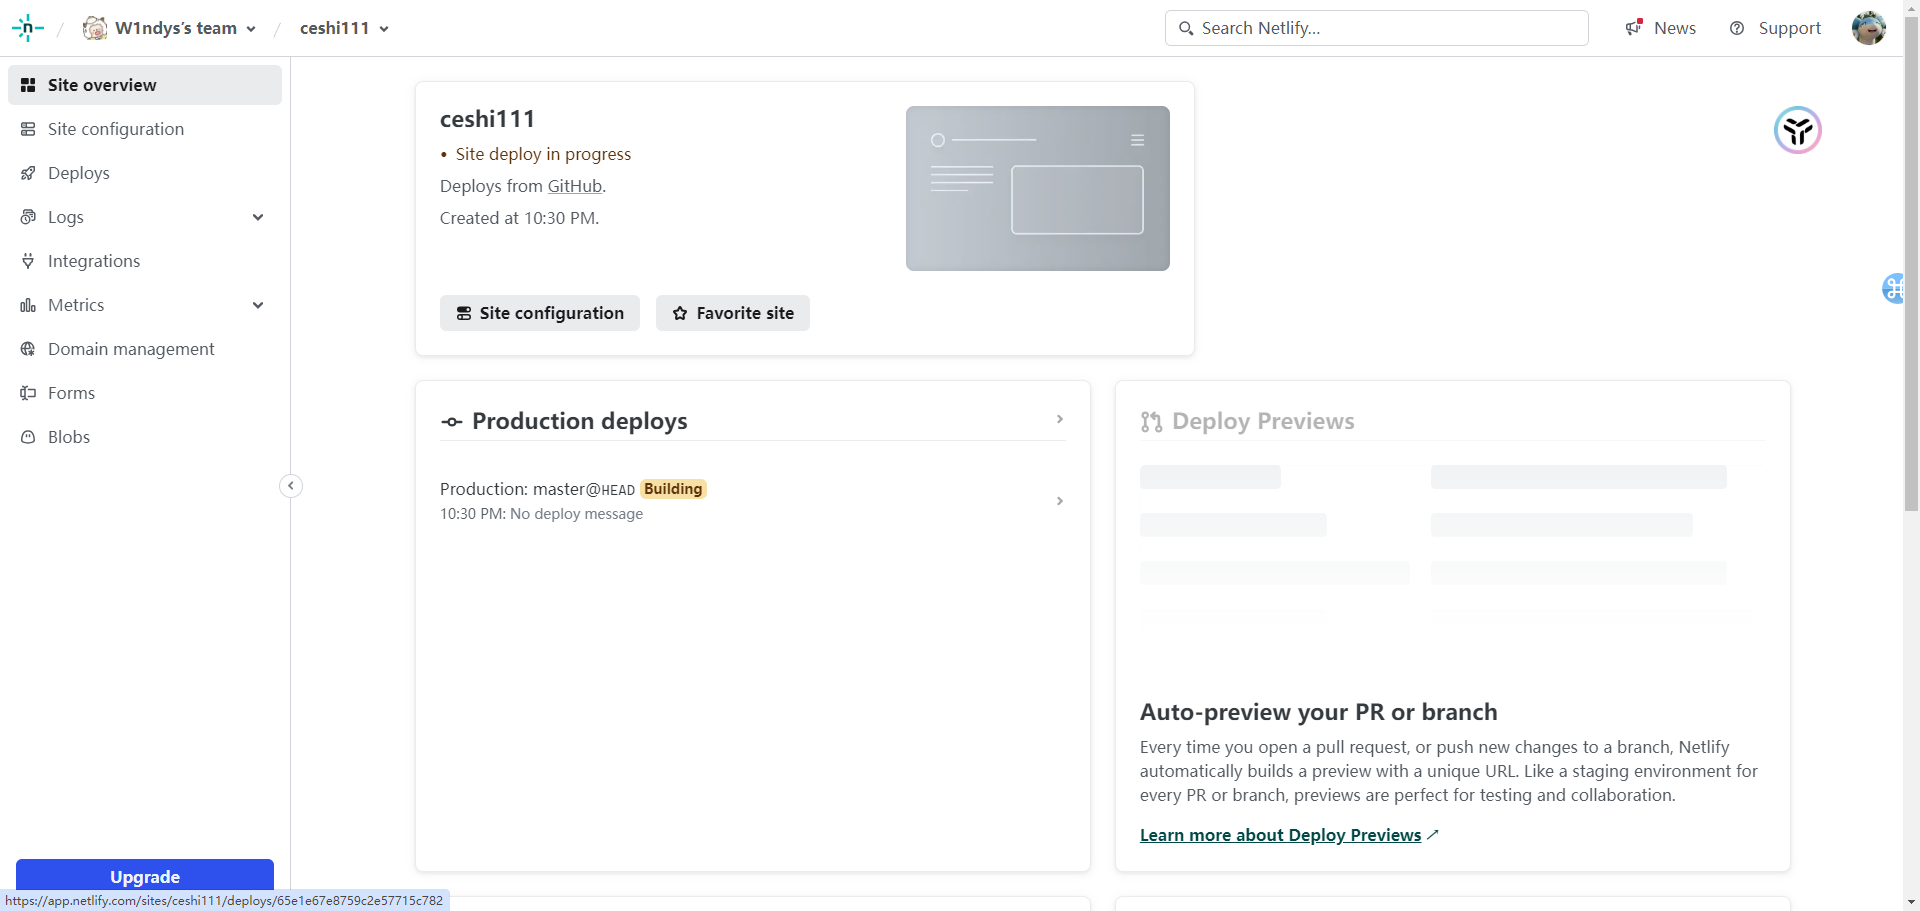 W1ndys's team
ceshi111
Search Netlify...
News
Support
Site overview
Site configuration
Deploys
Logs
Integrations
Metrics
Domain management
Forms
Blobs
Upgrade
https://app.netlify.com/sites/ceshi111/deploys/65e1e67e8759c2e57715c782
ceshi111
• Site deploy in progress
Deploys from GitHub.
Created at 10:30 PM.
Site configuration
Favorite site
Production deploys
Production: master@HEAD Building
10:30 PM: No deploy message
Deploy Previews
Auto-preview your PR or branch
Every time you open a pull request, or push new changes to a branch, Netlify
automatically builds a preview with a unique URL. Like a staging environment for
every PR or branch, previews are perfect for testing and collaboration.
Learn more about Deploy Previews